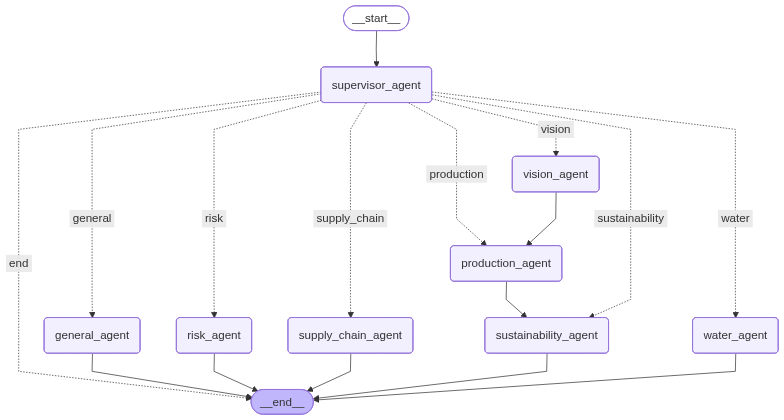 __start__
supervisor_agent
vision
vision_agent
production
general
risk
supply_chain
sustainability
water
end
production_agent
general_agent
risk_agent
supply_chain_agent
sustainability_agent
water_agent
__end__